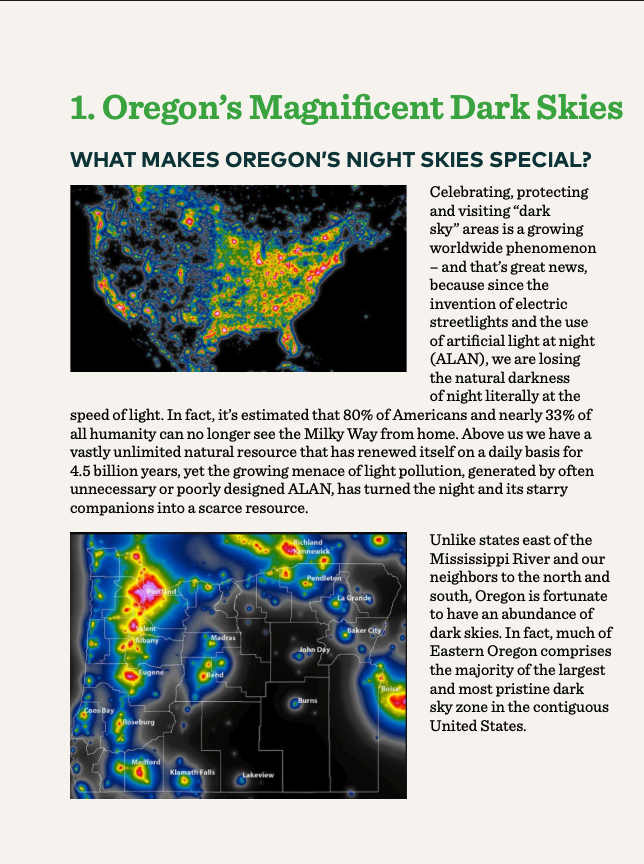 1. Oregon’s Magnificent Dark Skies
WHAT MAKES OREGON’S NIGHT SKIES SPECIAL?
Celebrating, protecting
and visiting “dark
sky” areas is a growing
worldwide phenomenon
– and that’s great news,
because since the
invention of electric
streetlights and the use
of artificial light at night
(ALAN), we are losing
the natural darkness
of night literally at the
speed of light. In fact, it’s estimated that 80% of Americans and nearly 33% of
all humanity can no longer see the Milky Way from home. Above us we have a
vastly unlimited natural resource that has renewed itself on a daily basis for
4.5 billion years, yet the growing menace of light pollution, generated by often
unnecessary or poorly designed ALAN, has turned the night and its starry
companions into a scarce resource.
Richland
Kennewick
Pendleton
Portland
La Grande
Salem
Albany
Madras
Baker City
John Day
Eugene
Bend
Boise
Burns
Coos Bay
Roseburg
Medford
Klamath Falls
Lakeview
Unlike states east of the
Mississippi River and our
neighbors to the north and
south, Oregon is fortunate
to have an abundance of
dark skies. In fact, much of
Eastern Oregon comprises
the majority of the largest
and most pristine dark
sky zone in the contiguous
United States.